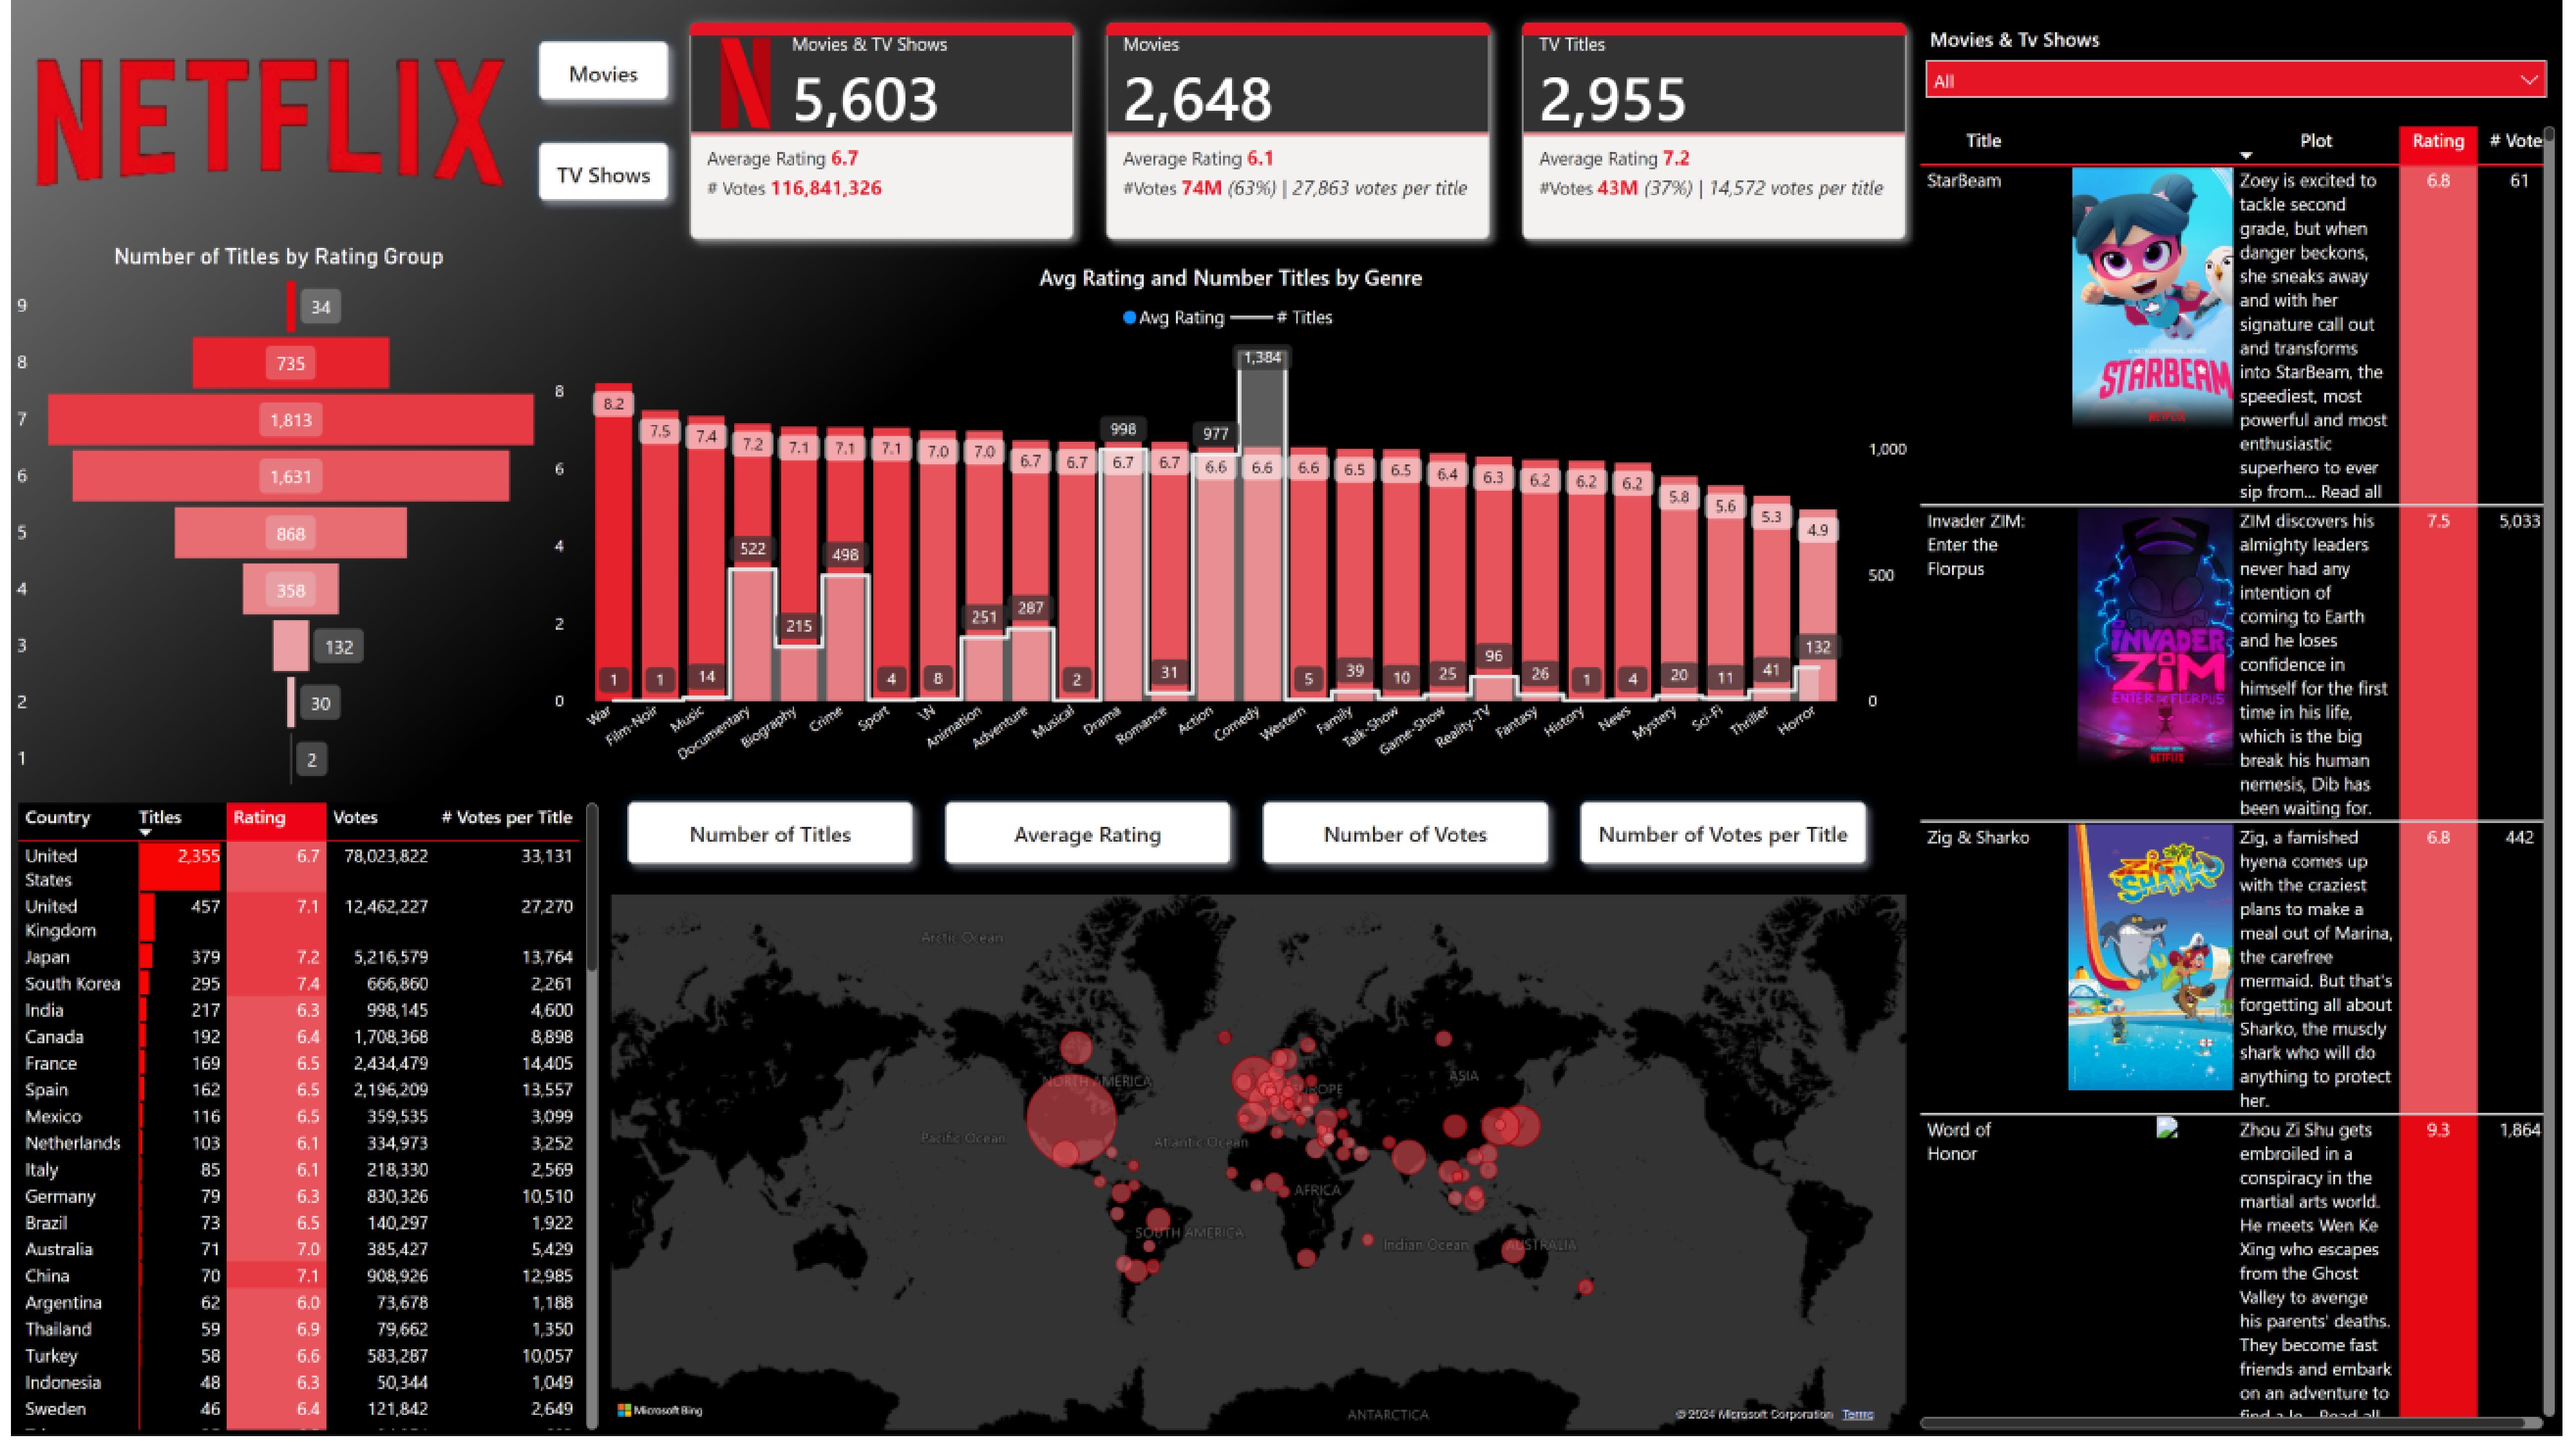 NETFLIX
Movies
TV Shows
Movies & TV Shows
5,603
Average Rating 6.7
# Votes 116,841,326
Movies
2,648
Average Rating 6.1
#Votes 74M (63%) | 27,863 votes per title
TV Titles
2,955
Average Rating 7.2
#Votes 43M (37%) | 14,572 votes per title
Number of Titles by Rating Group
9 34
8 735
7 1,813
6 1,631
5 868
4 358
3 132
2 30
1 2
Avg Rating and Number Titles by Genre
Avg Rating # Titles
8
6
4
2
0
1,000
500
0
8.2 7.5 7.4 7.2 7.1 7.1 7.1 7.0 7.0 6.7 6.7 6.7 6.7 6.6 6.6 6.6 6.5 6.5 6.4 6.3 6.2 6.2 6.2 5.8 5.6 5.3 4.9
1 1 14 522 215 498 4 8 251 287 2 998 31 977 1,384 5 39 10 25 96 26 1 4 20 11 41 132
War Film-Noir Music Documentary Biography Crime Sport \N Animation Adventure Musical Drama Romance Action Comedy Western Family Talk-Show Game-Show Reality-TV Fantasy History News Mystery Sci-Fi Thriller Horror
Country Titles Rating Votes # Votes per Title
United States 2,355 6.7 78,023,822 33,131
United Kingdom 457 7.1 12,462,227 27,270
Japan 379 7.2 5,216,579 13,764
South Korea 295 7.4 666,860 2,261
India 217 6.3 998,145 4,600
Canada 192 6.4 1,708,368 8,898
France 169 6.5 2,434,479 14,405
Spain 162 6.5 2,196,209 13,557
Mexico 116 6.5 359,535 3,099
Netherlands 103 6.1 334,973 3,252
Italy 85 6.1 218,330 2,569
Germany 79 6.3 830,326 10,510
Brazil 73 6.5 140,297 1,922
Australia 71 7.0 385,427 5,429
China 70 7.1 908,926 12,985
Argentina 62 6.0 73,678 1,188
Thailand 59 6.9 79,662 1,350
Turkey 58 6.6 583,287 10,057
Indonesia 48 6.3 50,344 1,049
Sweden 46 6.4 121,842 2,649
Number of Titles
Average Rating
Number of Votes
Number of Votes per Title
Arctic Ocean
NORTH AMERICA
ASIA
Pacific Ocean
Atlantic Ocean
AFRICA
SOUTH AMERICA
Indian Ocean
AUSTRALIA
ANTARCTICA
Microsoft Bing
© 2024 Microsoft Corporation Terms
Movies & Tv Shows
All
Title Plot Rating # Vote
StarBeam
STARBEAM
NETFLIX
Zoey is excited to
tackle second
grade, but when
danger beckons,
she sneaks away
and with her
signature call out
and transforms
into StarBeam, the
speediest, most
powerful and most
enthusiastic
superhero to ever
sip from... Read all
6.8 61
Invader ZIM:
Enter the
Florpus
INVADER
ZIM
ENTER THE FLORPUS
NETFLIX
ZIM discovers his
almighty leaders
never had any
intention of
coming to Earth
and he loses
confidence in
himself for the first
time in his life,
which is the big
break his human
nemesis, Dib has
been waiting for.
7.5 5,033
Zig & Sharko
ZIG & SHARKO
Zig, a famished
hyena comes up
with the craziest
plans to make a
meal out of Marina,
the carefree
mermaid. But that's
forgetting all about
Sharko, the muscly
shark who will do
anything to protect
her.
6.8 442
Word of
Honor
Zhou Zi Shu gets
embroiled in a
conspiracy in the
martial arts world.
He meets Wen Ke
Xing who escapes
from the Ghost
Valley to avenge
his parents' deaths.
They become fast
friends and embark
on an adventure to
find a lo... Read all
9.3 1,864